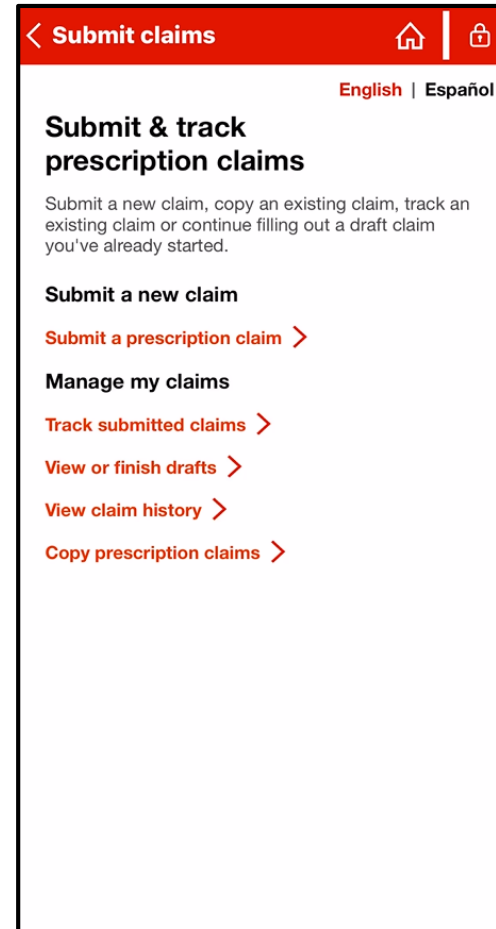 Submit claims
English | Español
Submit & track
prescription claims
Submit a new claim, copy an existing claim, track an
existing claim or continue filling out a draft claim
you've already started.
Submit a new claim
Submit a prescription claim
Manage my claims
Track submitted claims
View or finish drafts
View claim history
Copy prescription claims